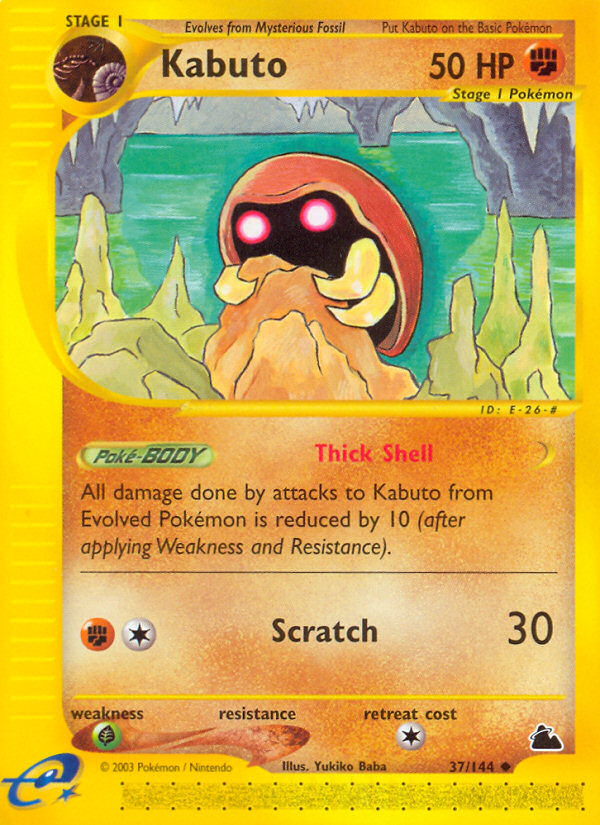 STAGE 1
Evolves from Mysterious Fossil
Put Kabuto on the Basic Pokémon
Kabuto
50 HP
Stage 1 Pokémon
ID: E-26-#
Poké-BODY
Thick Shell
All damage done by attacks to Kabuto from
Evolved Pokémon is reduced by 10 (after
applying Weakness and Resistance).
Scratch
30
weakness
resistance
retreat cost
© 2003 Pokémon / Nintendo
Illus. Yukiko Baba
37/144
e